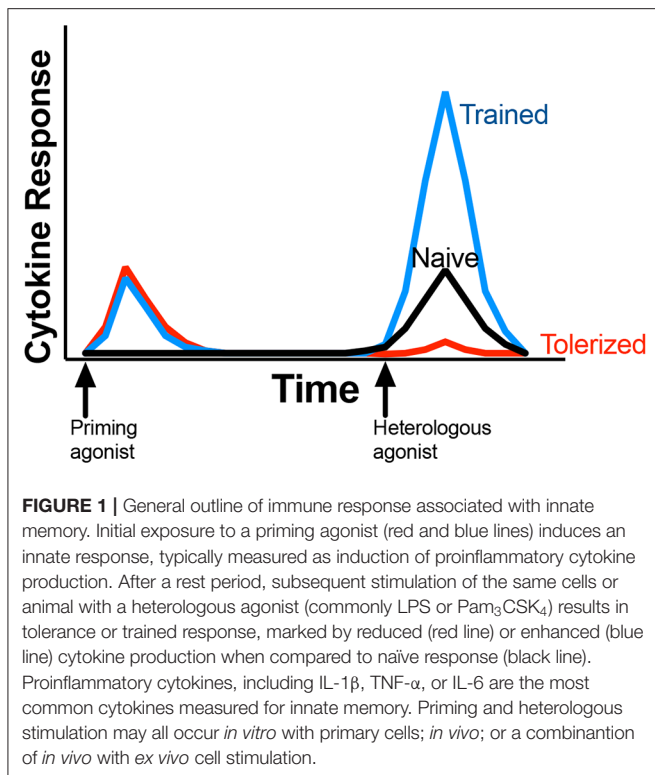 Cytokine Response
Trained
Naive
Tolerized
Time
Priming
agonist
Heterologous
agonist
FIGURE 1 | General outline of immune response associated with innate
memory. Initial exposure to a priming agonist (red and blue lines) induces an
innate response, typically measured as induction of proinflammatory cytokine
production. After a rest period, subsequent stimulation of the same cells or
animal with a heterologous agonist (commonly LPS or Pam₃CSK₄) results in
tolerance or trained response, marked by reduced (red line) or enhanced (blue
line) cytokine production when compared to naïve response (black line).
Proinflammatory cytokines, including IL-1β, TNF-α, or IL-6 are the most
common cytokines measured for innate memory. Priming and heterologous
stimulation may all occur in vitro with primary cells; in vivo; or a combinantion
of in vivo with ex vivo cell stimulation.